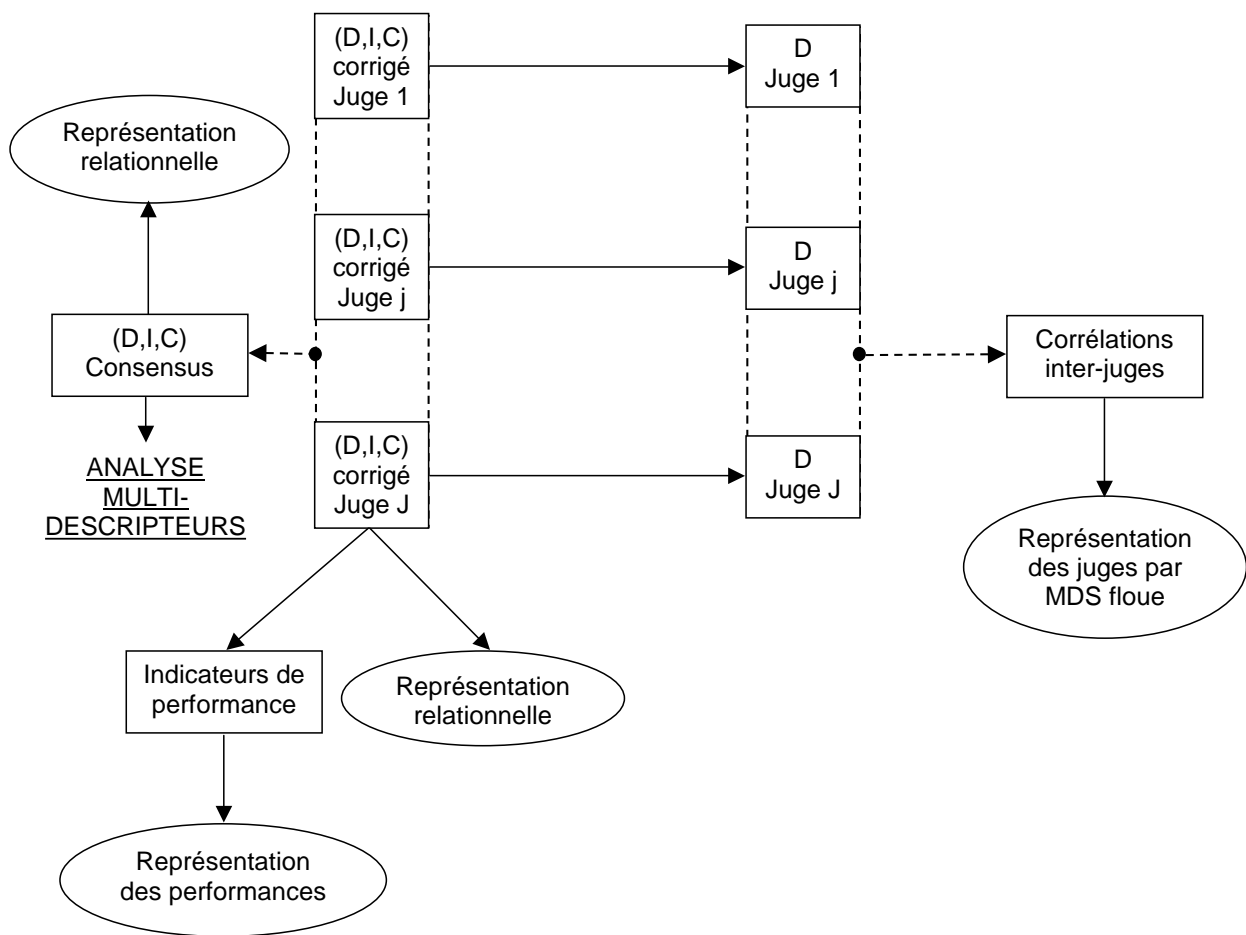 (D,I,C)
corrigé
Juge 1
D
Juge 1
Représentation
relationnelle
(D,I,C)
corrigé
Juge j
D
Juge j
(D,I,C)
Consensus
Corrélations
inter-juges
ANALYSE
MULTI-
DESCRIPTEURS
(D,I,C)
corrigé
Juge J
D
Juge J
Représentation
des juges par
MDS floue
Indicateurs de
performance
Représentation
relationnelle
Représentation
des performances